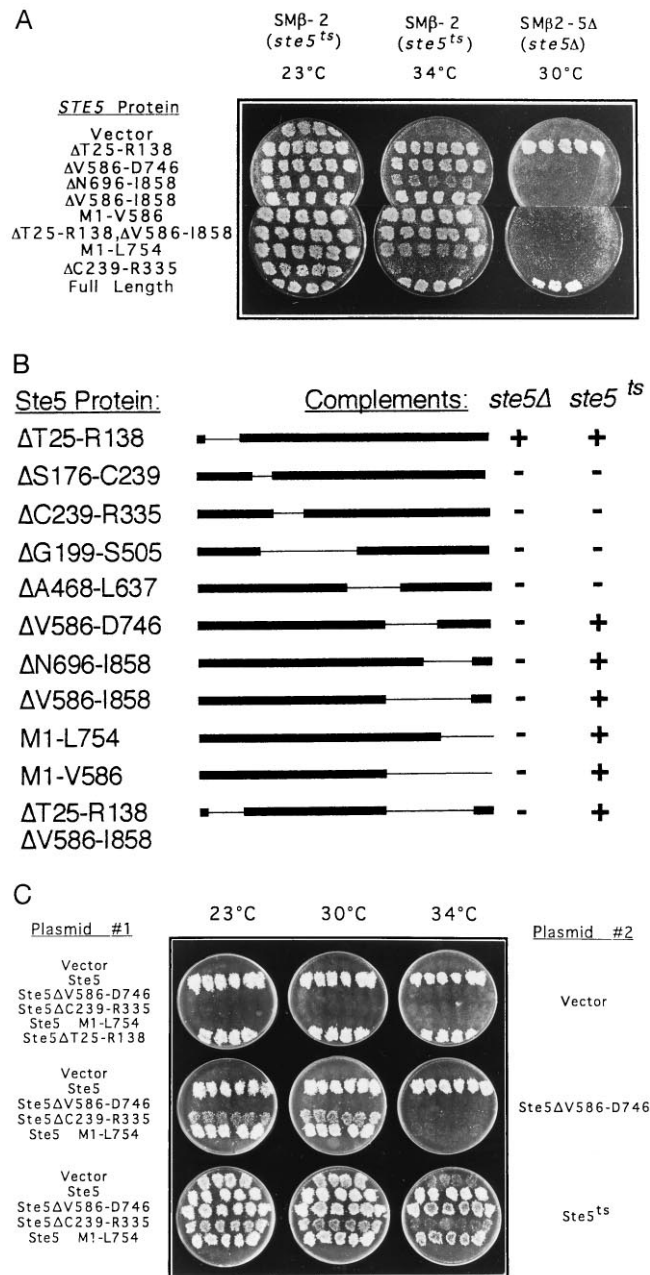 A
SMβ-2 SMβ-2 SMβ2-5Δ
(ste5ts) (ste5ts) (ste5Δ)
23°C 34°C 30°C
STE5 Protein
Vector
ΔT25-R138
ΔV586-D746
ΔN696-I858
ΔV586-I858
M1-V586
ΔT25-R138,ΔV586-I858
M1-L754
ΔC239-R335
Full Length
B
Ste5 Protein: Complements: ste5Δ ste5 ts
ΔT25-R138 + +
ΔS176-C239 - -
ΔC239-R335 - -
ΔG199-S505 - -
ΔA468-L637 - -
ΔV586-D746 - +
ΔN696-I858 - +
ΔV586-I858 - +
M1-L754 - +
M1-V586 - +
ΔT25-R138 - +
ΔV586-I858
C
23°C 30°C 34°C
Plasmid #1
Plasmid #2
Vector
Ste5
Ste5ΔV586-D746
Ste5ΔC239-R335
Ste5 M1-L754
Ste5ΔT25-R138
Vector
Vector
Ste5
Ste5ΔV586-D746
Ste5ΔC239-R335
Ste5 M1-L754
Ste5ΔV586-D746
Vector
Ste5
Ste5ΔV586-D746
Ste5ΔC239-R335
Ste5 M1-L754
Ste5ts